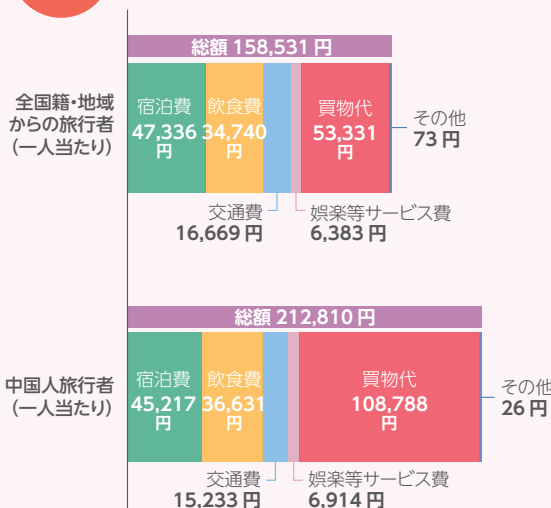 総額 158,531 円
全国籍・地域
からの旅行者
(一人当たり)
宿泊費
47,336
円
飲食費
34,740
円
買物代
53,331
円
その他
73 円
交通費
16,669 円
娯楽等サービス費
6,383 円
総額 212,810 円
中国人旅行者
(一人当たり)
宿泊費
45,217
円
飲食費
36,631
円
買物代
108,788
円
その他
26 円
交通費
15,233 円
娯楽等サービス費
6,914 円